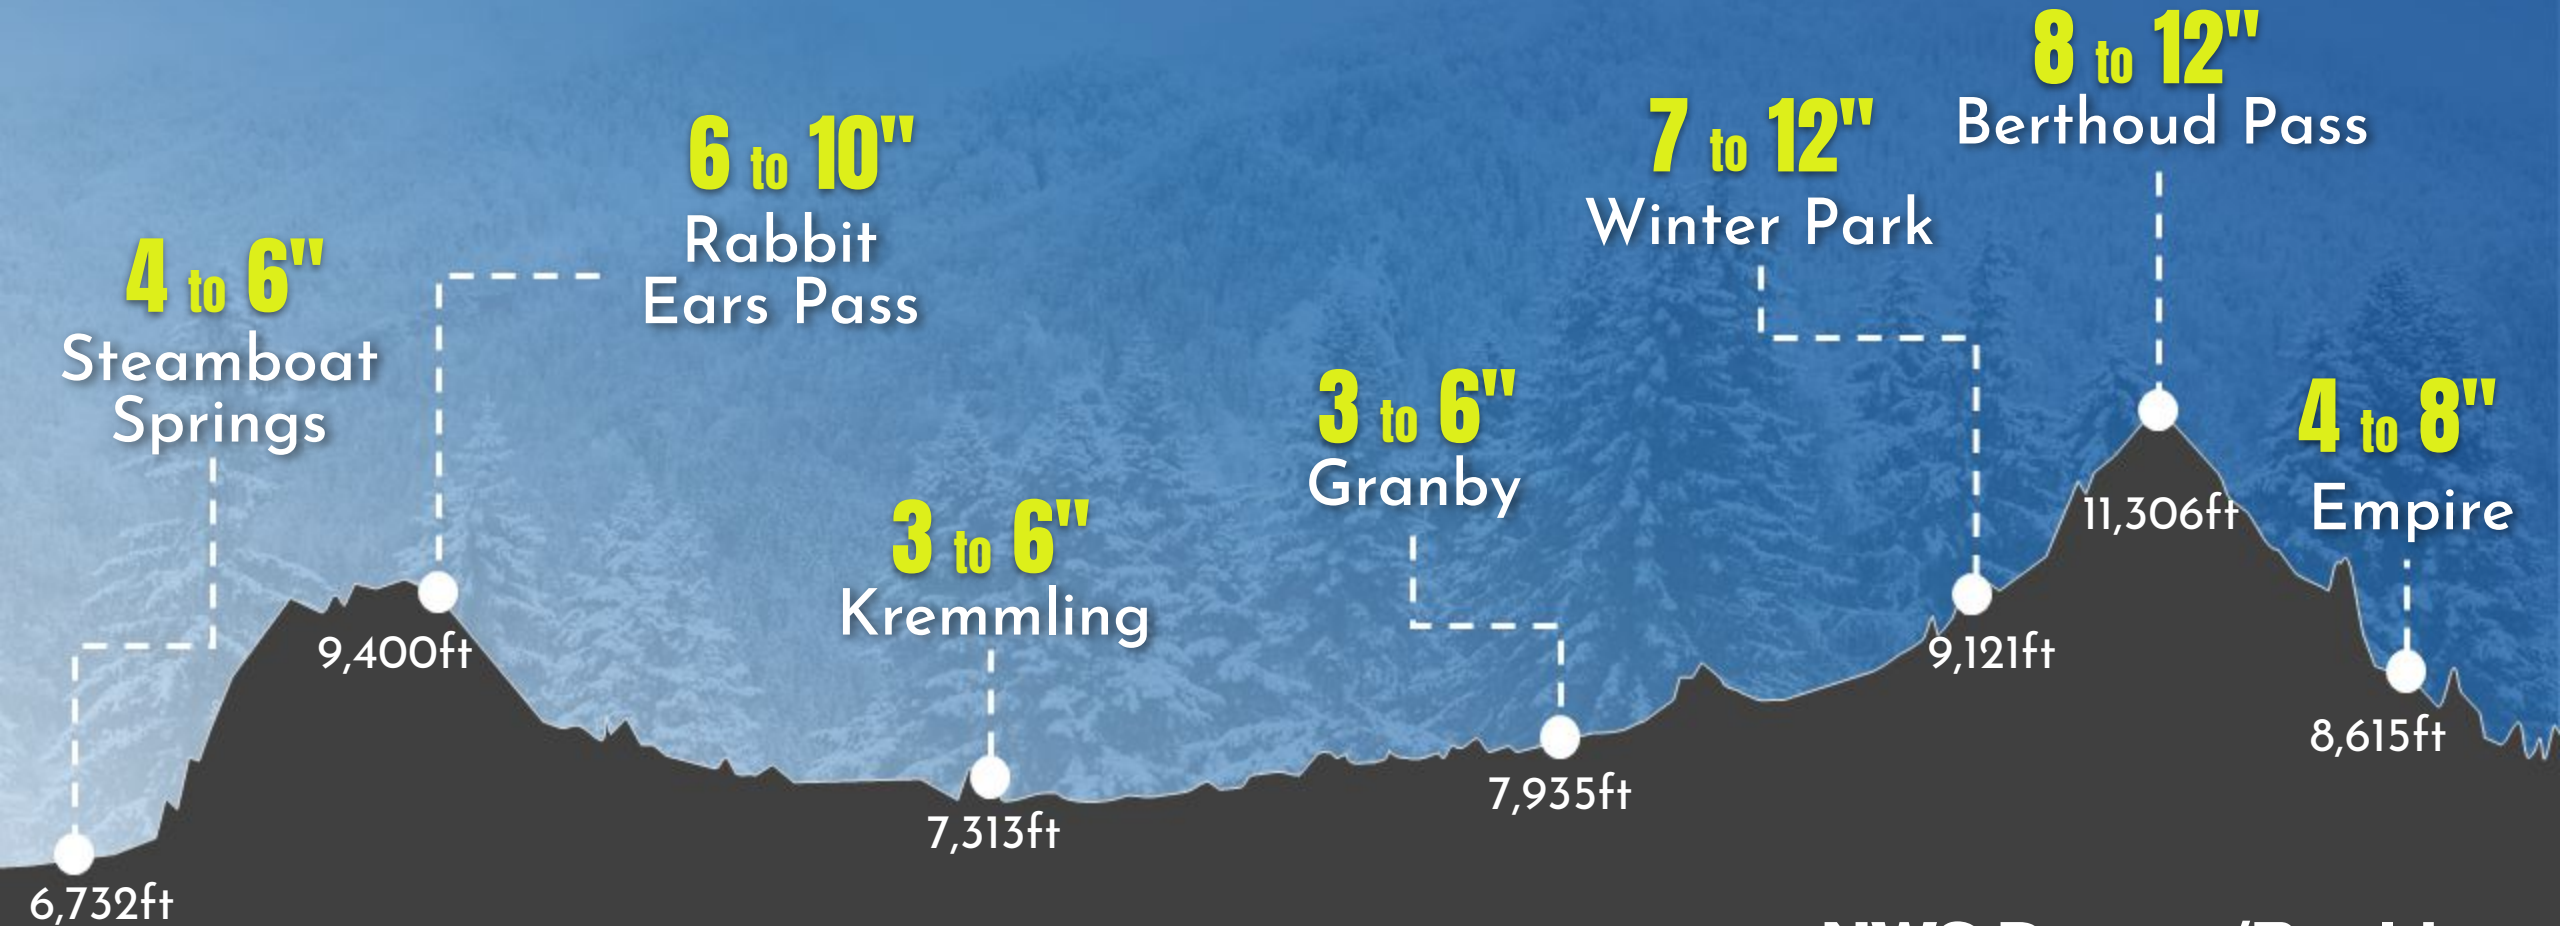 8 to 12"
Berthoud Pass
7 to 12"
Winter Park
6 to 10"
Rabbit
Ears Pass
4 to 6"
Steamboat
Springs
3 to 6"
Granby
4 to 8"
Empire
3 to 6"
Kremmling
11,306ft
9,400ft
9,121ft
8,615ft
7,935ft
7,313ft
6,732ft